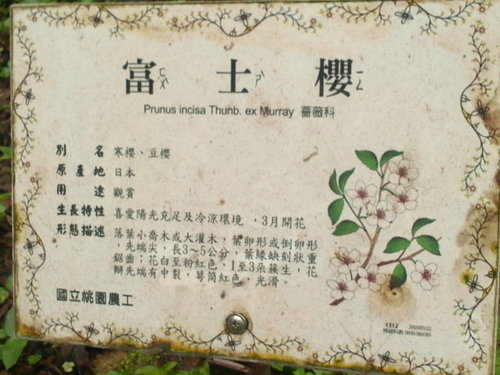 富士櫻
ㄈㄨˋ ㄕˋ ㄧㄥ
Prunus incisa Thunb. ex Murray 薔薇科
別名 寒櫻、豆櫻
原產地 日本
用途 觀賞
生長特性 喜愛陽光充足及冷涼環境，3月開花
形態描述 落葉小喬木或大灌木，葉卵形或倒卵形
，先端尖，長3~5公分，葉緣缺刻狀重
鋸齒；花白至粉紅色，1至3朵簇生，花
瓣先端有中裂，萼筒紅色，光滑。
國立桃園農工
1312